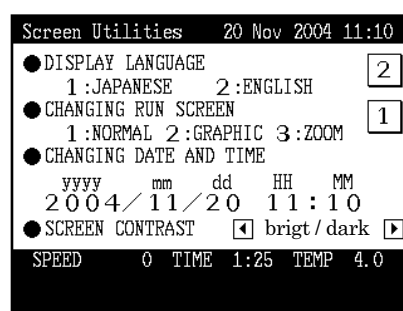 Screen Utilities 20 Nov 2004 11:10
●DISPLAY LANGUAGE 2
1:JAPANESE 2:ENGLISH
●CHANGING RUN SCREEN 1
1:NORMAL 2:GRAPHIC 3:ZOOM
●CHANGING DATE AND TIME
yyyy mm dd HH MM
2004/11/20 11:10
●SCREEN CONTRAST ◀ brigt / dark ▶
SPEED 0 TIME 1:25 TEMP 4.0